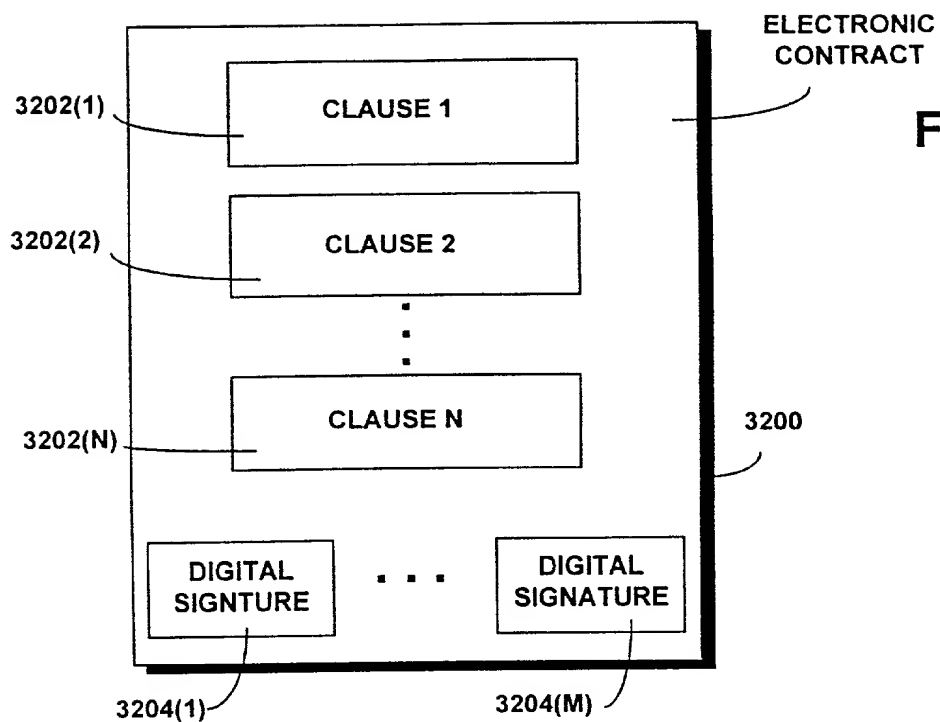 ELECTRONIC
CONTRACT
F
3202(1)
CLAUSE 1
3202(2)
CLAUSE 2
3202(N)
CLAUSE N
3200
DIGITAL
SIGNTURE
DIGITAL
SIGNATURE
3204(1)
3204(M)